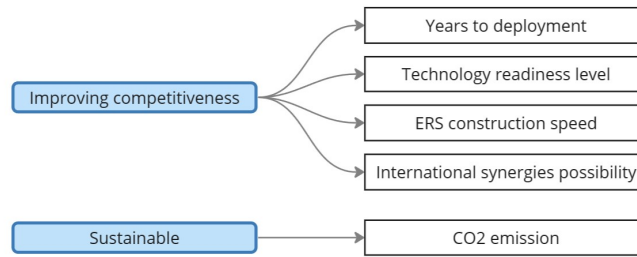 Years to deployment
Technology readiness level
Improving competitiveness
ERS construction speed
International synergies possibility
Sustainable
CO2 emission